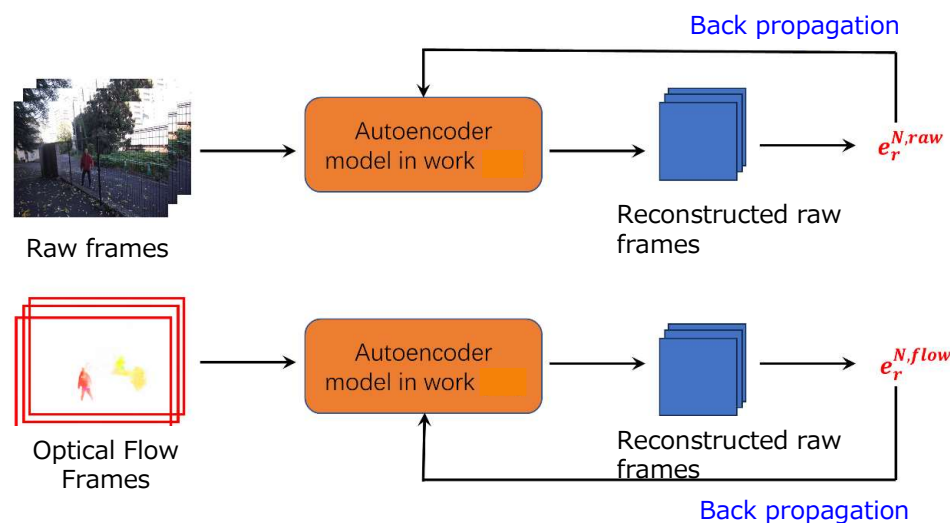 Back propagation
Autoencoder
model in work
e_r^{N,raw}
Raw frames
Reconstructed raw
frames
Autoencoder
model in work
e_r^{N,flow}
Optical Flow
Frames
Reconstructed raw
frames
Back propagation